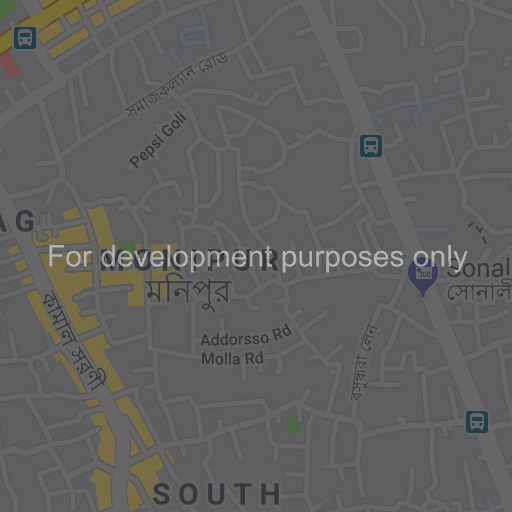 সমাজকল্যান রোড
Pepsi Goli
AG
MONIPUR
For development purposes only
মনিপুর
Sonal
সোনালী
কামাল সরণী
Addorsso Rd
Molla Rd
বসুন্ধরা লেন
SOUTH